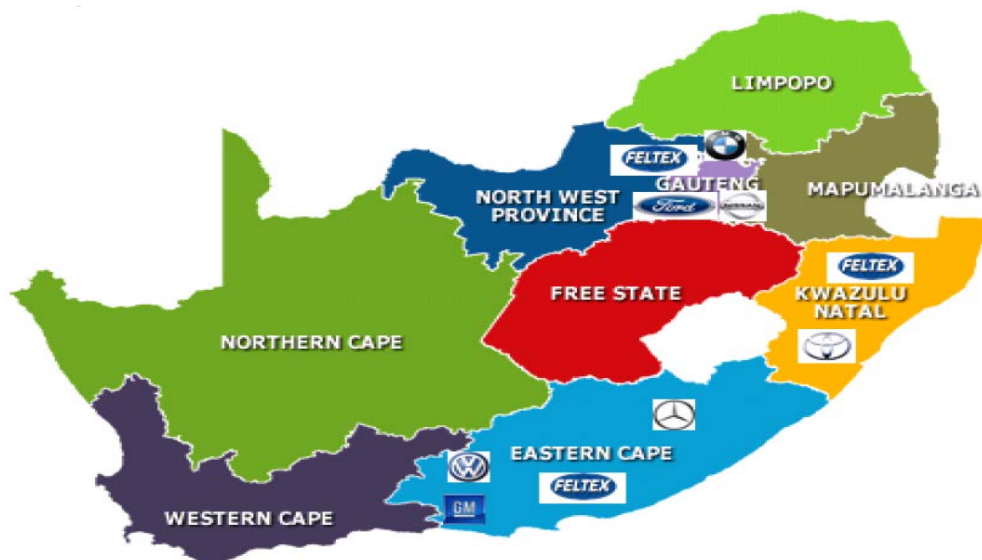 LIMPOPO
FELTEX
GAUTENG
MAPUMALANGA
NORTH WEST
PROVINCE
Ford
NISSAN
FELTEX
FREE STATE
KWAZULU
NATAL
NORTHERN CAPE
EASTERN CAPE
FELTEX
GM
WESTERN CAPE